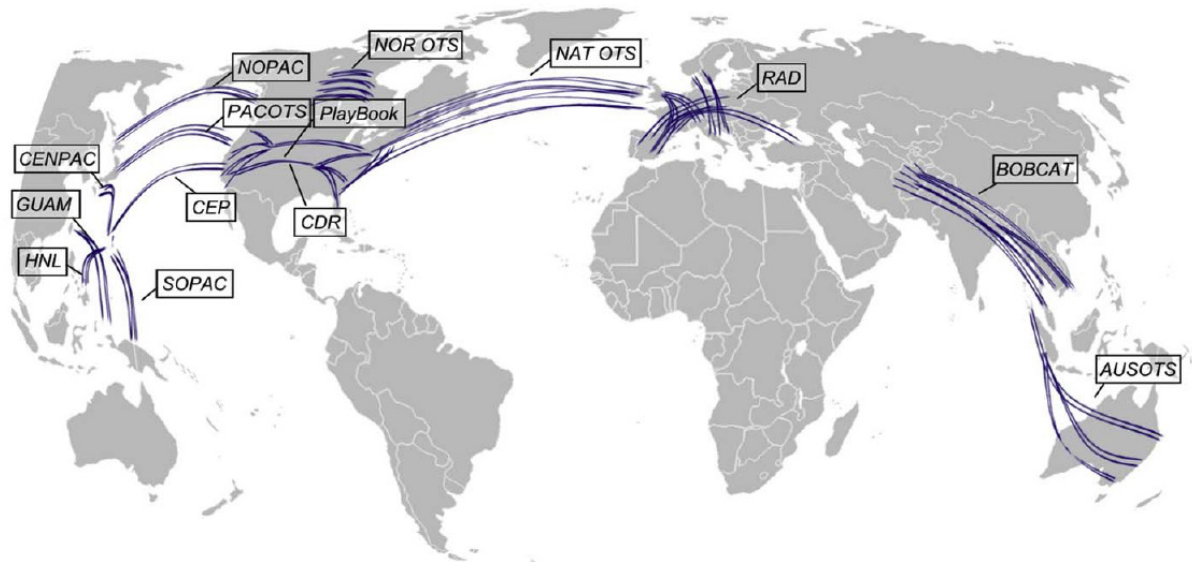 NOR OTS
NAT OTS
NOPAC
RAD
PACOTS
PlayBook
CENPAC
BOBCAT
GUAM
CEP
CDR
HNL
SOPAC
AUSOTS